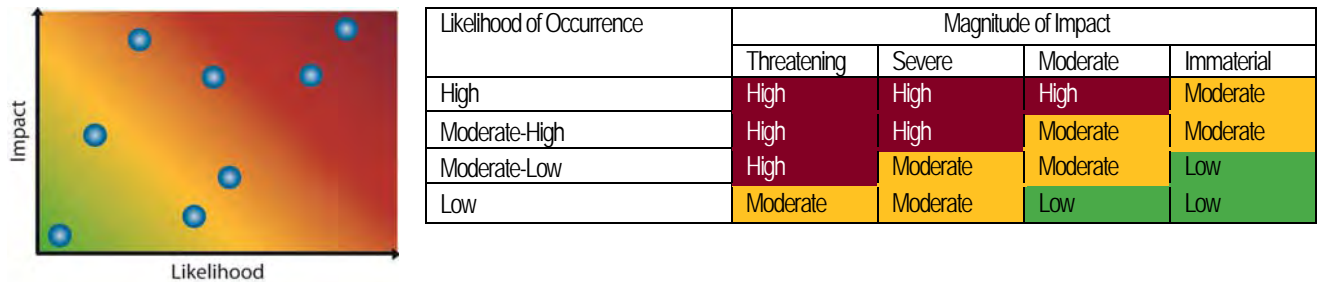 Impact
Likelihood
Likelihood of Occurrence Magnitude of Impact
Threatening Severe Moderate Immaterial
High High High High Moderate
Moderate-High High High Moderate Moderate
Moderate-Low High Moderate Moderate Low
Low Moderate Moderate Low Low